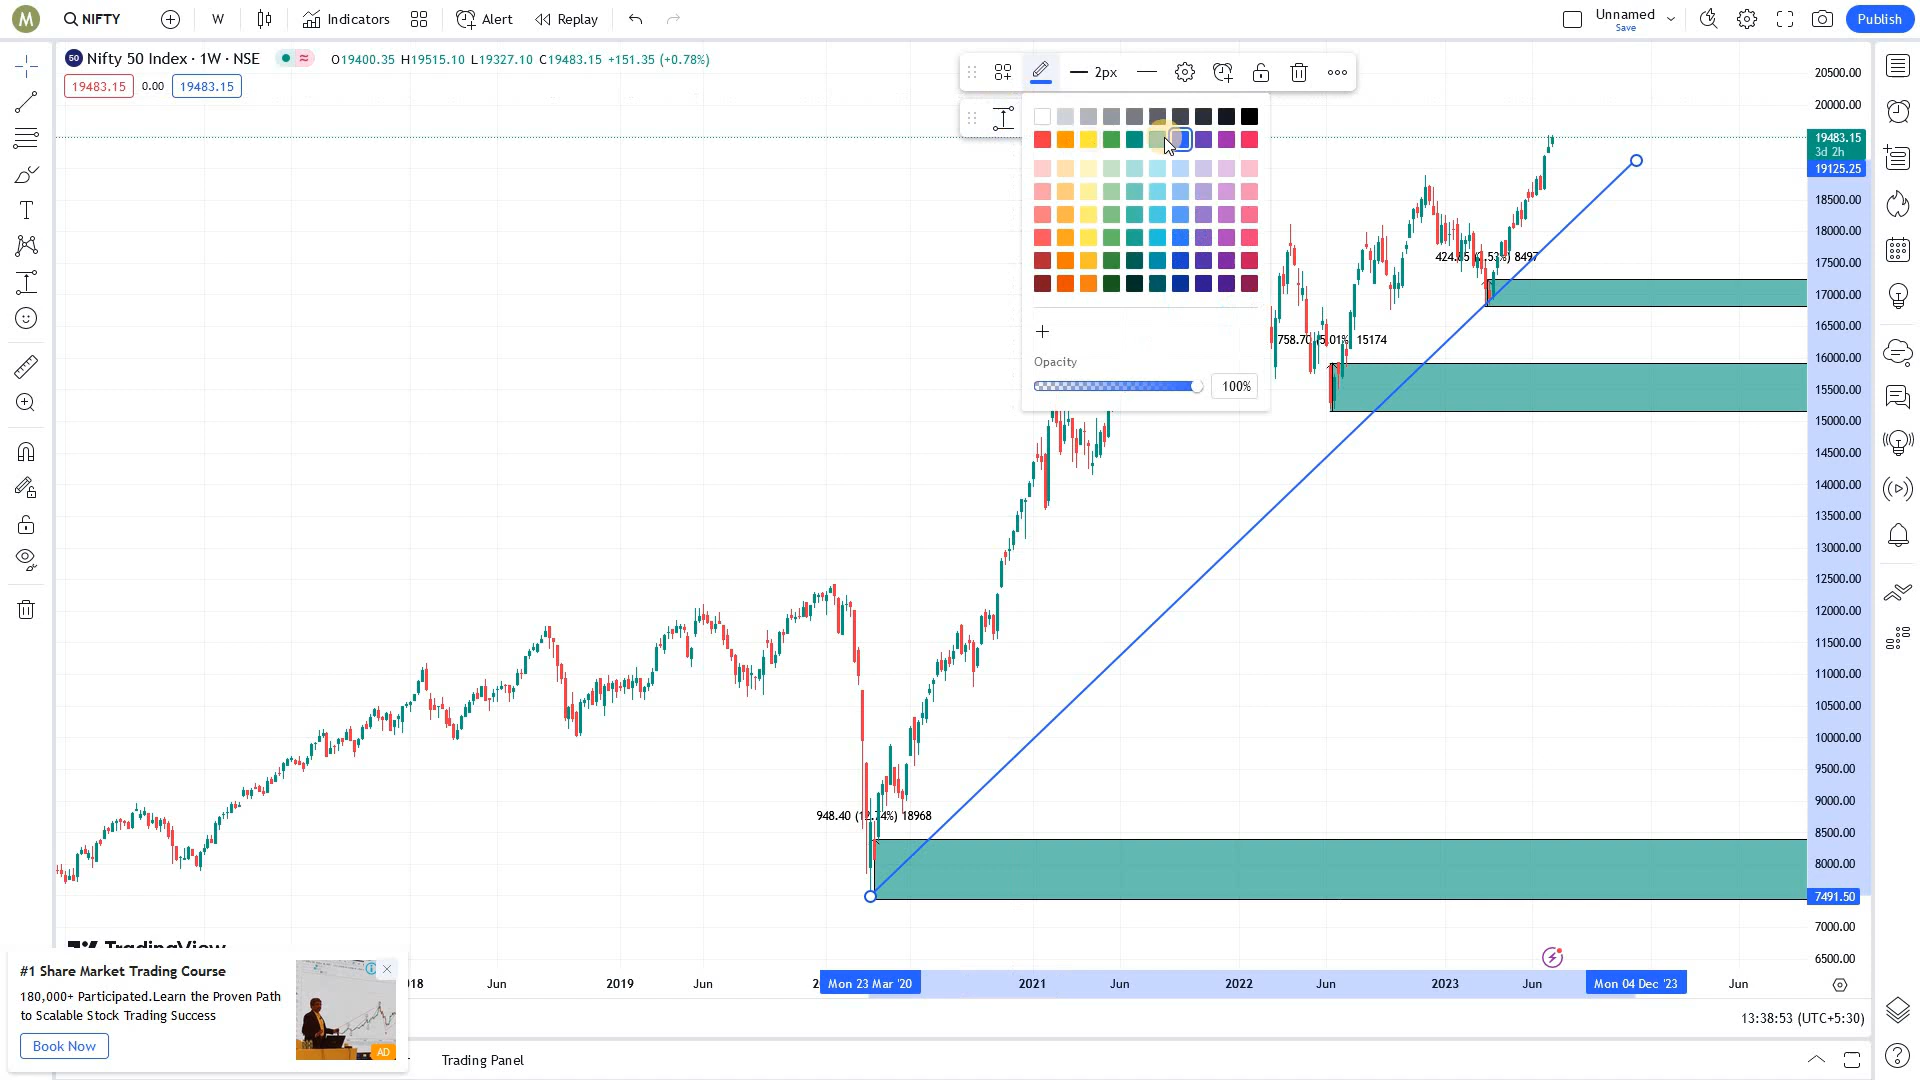 M
NIFTY
W
Indicators
Alert
Replay
Unnamed
Save
Publish
50
Nifty 50 Index · 1W · NSE
O19400.35 H19515.10 L19327.10 C19483.15 +151.35 (+0.78%)
19483.15
0.00
19483.15
2px
Opacity
100%
20500.00
20000.00
19483.15
3d 2h
19125.25
18500.00
18000.00
17500.00
17000.00
16500.00
16000.00
15500.00
15000.00
14500.00
14000.00
13500.00
13000.00
12500.00
12000.00
11500.00
11000.00
10500.00
10000.00
9500.00
9000.00
8500.00
8000.00
7491.50
7000.00
6500.00
8497
758.70
15174
948.40
18968
TradingView
#1 Share Market Trading Course
180,000+ Participated.Learn the Proven Path
to Scalable Stock Trading Success
Book Now
AD
18
Jun
2019
Jun
2
Mon 23 Mar '20
2021
Jun
2022
Jun
2023
Jun
Mon 04 Dec '23
Jun
13:38:53 (UTC+5:30)
Trading Panel